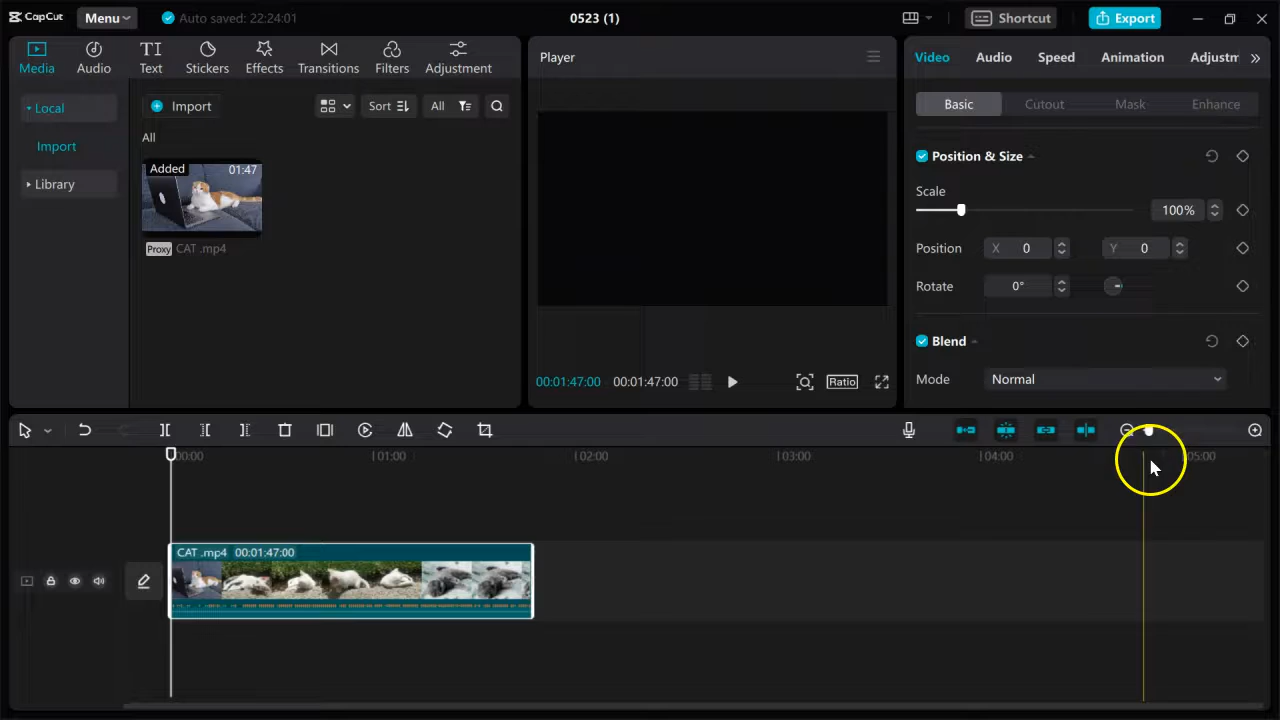 CapCut
Menu
Auto saved: 22:24:01
0523 (1)
Shortcut
Export
Media
Audio
Text
Stickers
Effects
Transitions
Filters
Adjustment
Local
Import
Library
Import
Sort
All
All
Added
01:47
Proxy
CAT .mp4
Player
00:01:47:00
00:01:47:00
Ratio
Video
Audio
Speed
Animation
Adjustm
Basic
Cutout
Mask
Enhance
Position & Size
Scale
100%
Position
X
0
Y
0
Rotate
0°
Blend
Mode
Normal
00:00
01:00
02:00
03:00
04:00
05:00
CAT .mp4 00:01:47:00